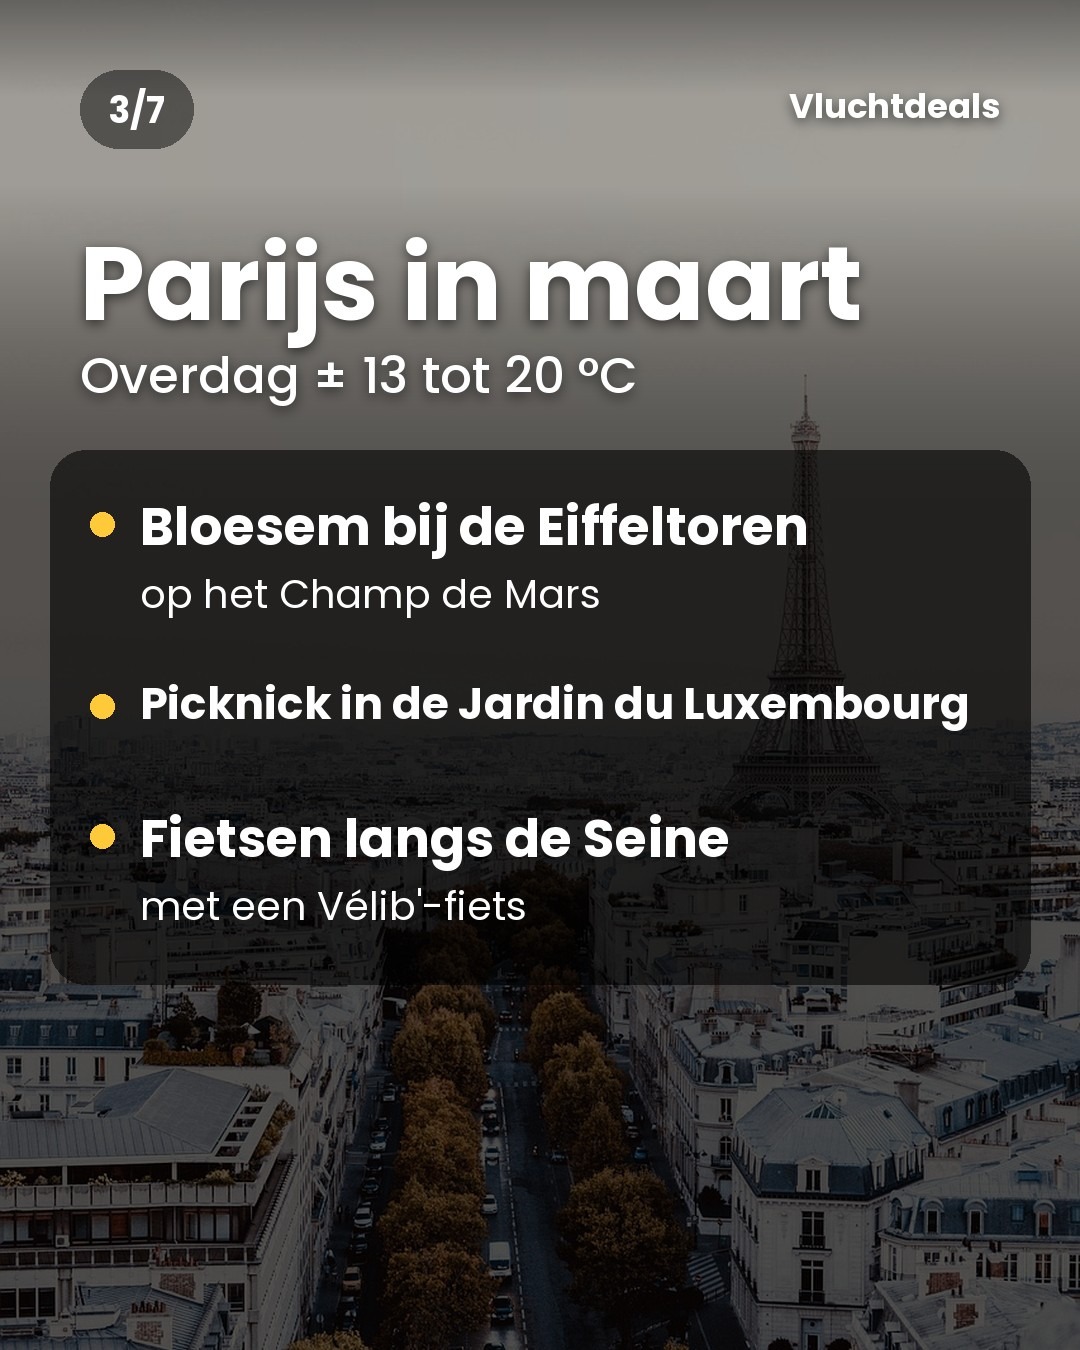 3/7
Vluchtdeals
Parijs in maart
Overdag ± 13 tot 20 °C
Bloesem bij de Eiffeltoren
op het Champ de Mars
Picknick in de Jardin du Luxembourg
Fietsen langs de Seine
met een Vélib'-fiets